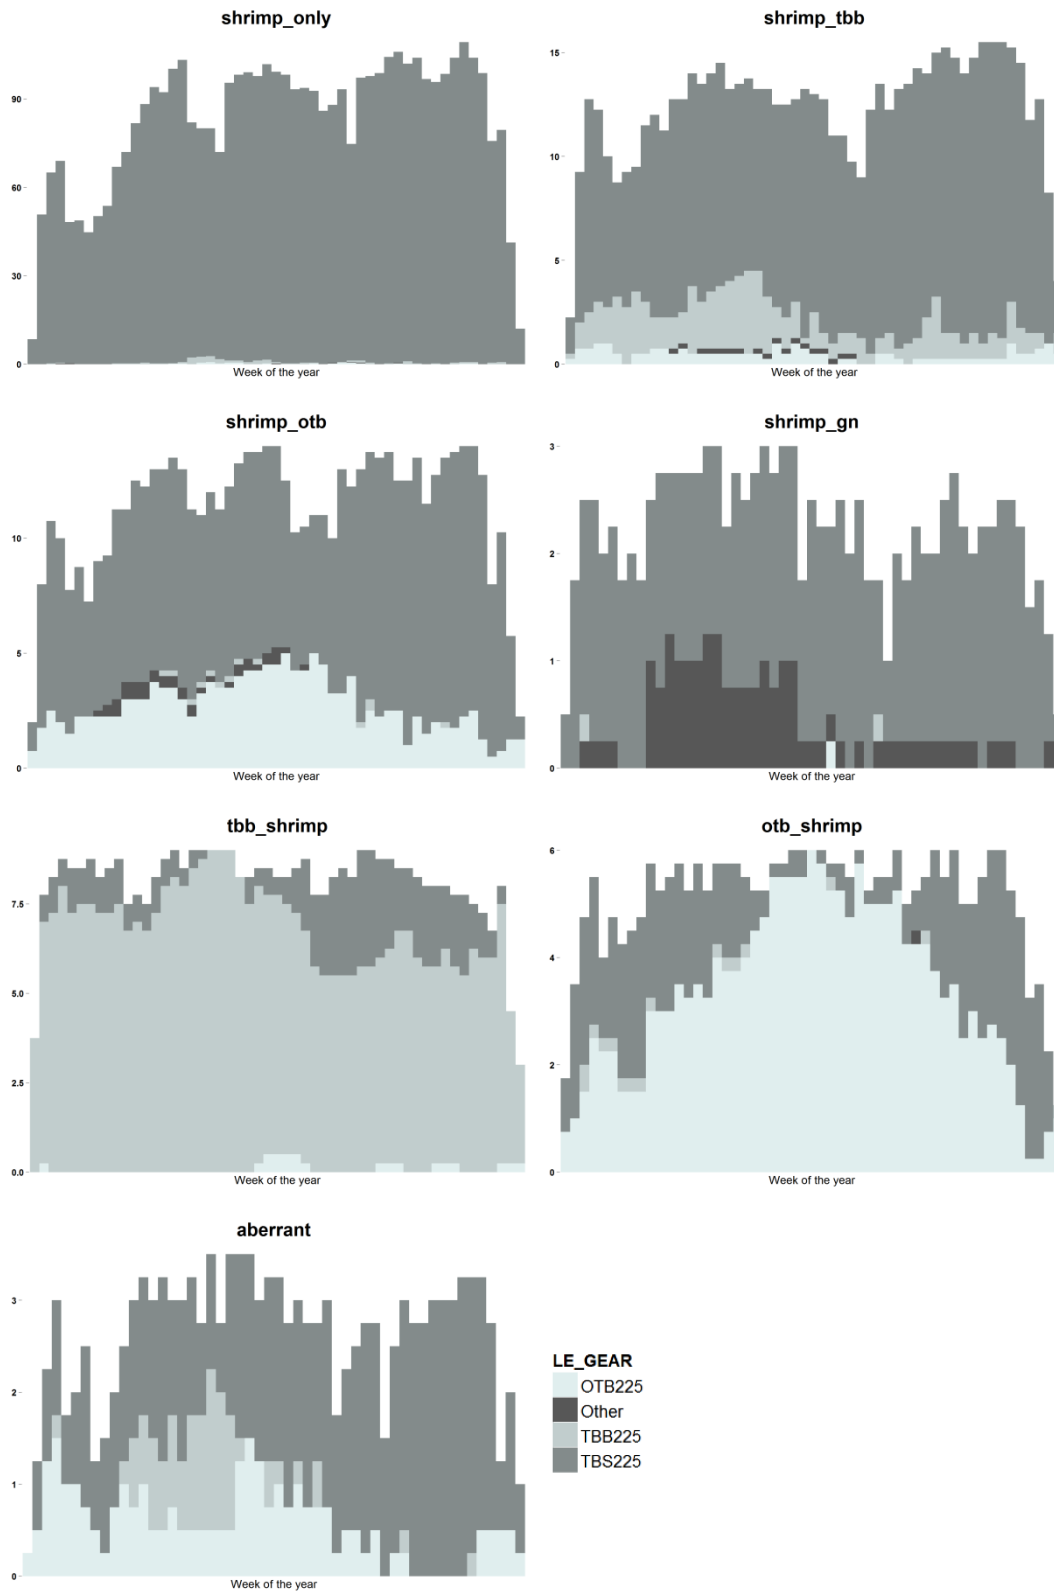 shrimp_only
90
60
30
0
Week of the year
shrimp_tbb
15
10
5
0
Week of the year
shrimp_otb
10
5
0
Week of the year
shrimp_gn
3
2
1
0
Week of the year
tbb_shrimp
7.5
5.0
2.5
0.0
Week of the year
otb_shrimp
6
4
2
0
Week of the year
aberrant
3
2
1
0
Week of the year
LE_GEAR
OTB225
Other
TBB225
TBS225